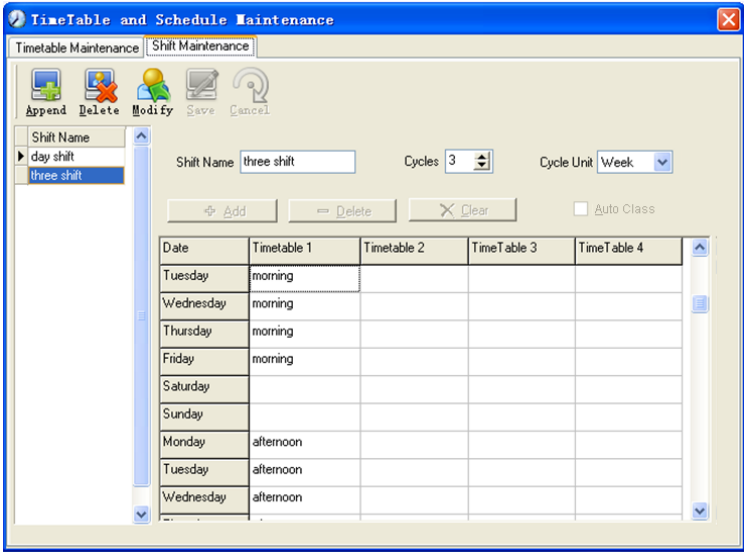 TimeTable and Schedule Maintenance
Timetable Maintenance Shift Maintenance
Append Delete Modify Save Cancel
Shift Name
day shift
three shift
Shift Name three shift Cycles 3 Cycle Unit Week
Add Delete Clear Auto Class
Date Timetable 1 Timetable 2 TimeTable 3 TimeTable 4
Tuesday morning
Wednesday morning
Thursday morning
Friday morning
Saturday
Sunday
Monday afternoon
Tuesday afternoon
Wednesday afternoon